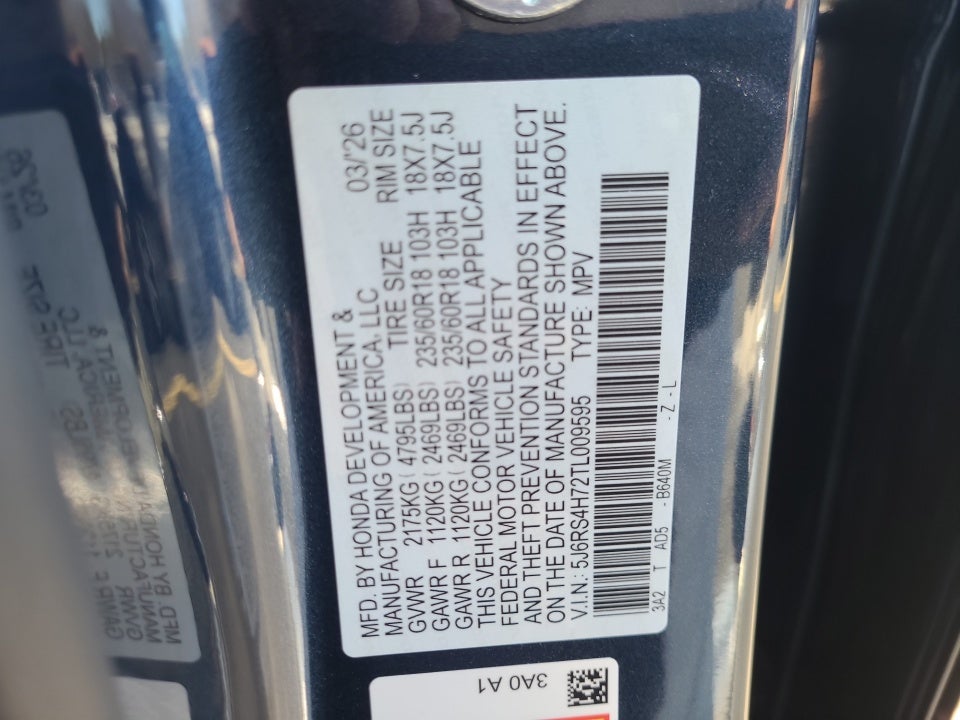 MFD. BY HONDA DEVELOPMENT &
MANUFACTURING OF AMERICA, LLC 03/'26
GVWR 2175KG ( 4795LBS) TIRE SIZE RIM SIZE
GAWR F 1120KG ( 2469LBS) 235/60R18 103H 18X7.5J
GAWR R 1120KG ( 2469LBS) 235/60R18 103H 18X7.5J
THIS VEHICLE CONFORMS TO ALL APPLICABLE
FEDERAL MOTOR VEHICLE SAFETY
AND THEFT PREVENTION STANDARDS IN EFFECT
ON THE DATE OF MANUFACTURE SHOWN ABOVE.
V.I.N.: 5J6RS4H72TL009595 TYPE: MPV
3A2 T AD5 -B640M -Z-L
3A0 A1